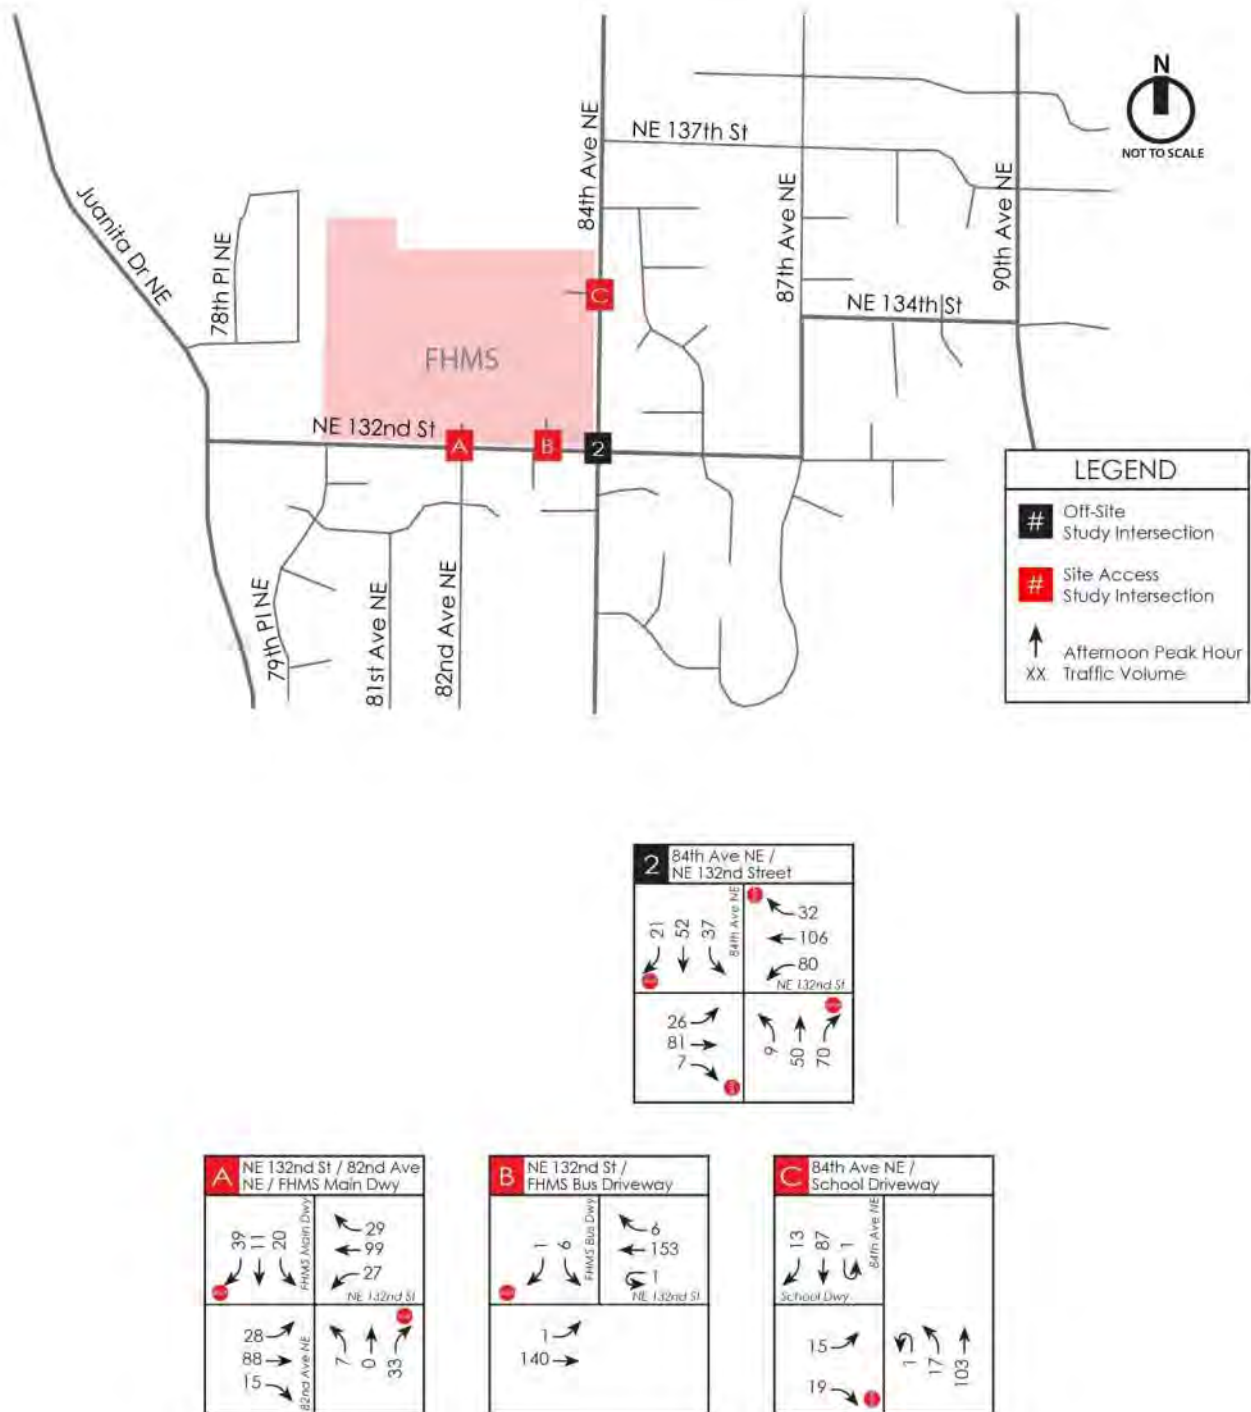 N
NOT TO SCALE
84th Ave NE
NE 137th St
87th Ave NE
90th Ave NE
Juanita Dr NE
78th Pl NE
C
NE 134th St
FHMS
NE 132nd St
A
B
2
79th Pl NE
81st Ave NE
82nd Ave NE
LEGEND
# Off-Site
Study Intersection
# Site Access
Study Intersection
Afternoon Peak Hour
XX Traffic Volume
2 84th Ave NE /
NE 132nd Street
21 52 37
84th Ave NE
32
106
80
NE 132nd St
26
81
7
9 50 70
A NE 132nd St / 82nd Ave
NE / FHMS Main Dwy
39 11 20
FHMS Main Dwy
29
99
27
NE 132nd St
28
88
15
82nd Ave NE
7 0 33
B NE 132nd St /
FHMS Bus Driveway
1 6
FHMS Bus Dwy
6
153
1
NE 132nd St
1
140
C 84th Ave NE /
School Driveway
13 87 1
84th Ave NE
School Dwy
15
19
1 17 103